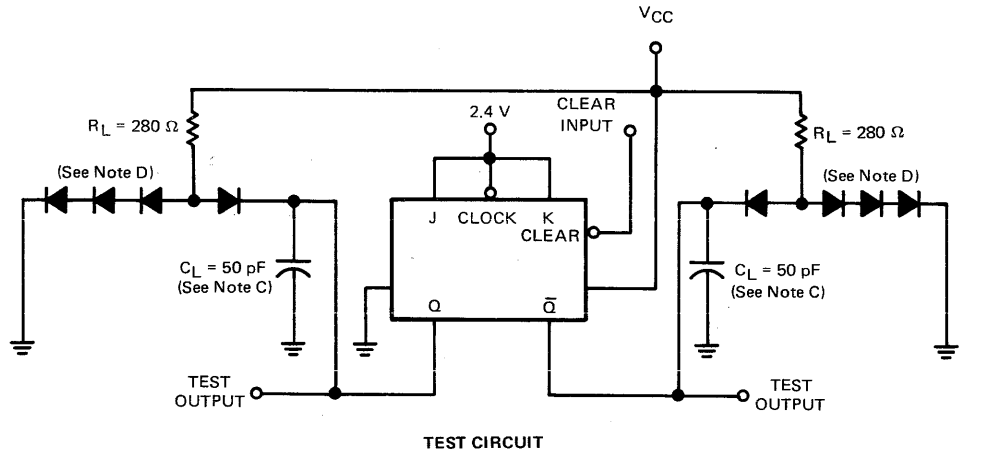 VCC
2.4 V
CLEAR
INPUT
RL = 280 Ω
RL = 280 Ω
(See Note D)
(See Note D)
J CLOCK K
CLEAR
CL = 50 pF
(See Note C)
CL = 50 pF
(See Note C)
Q Q̅
TEST
OUTPUT
TEST
OUTPUT
TEST CIRCUIT